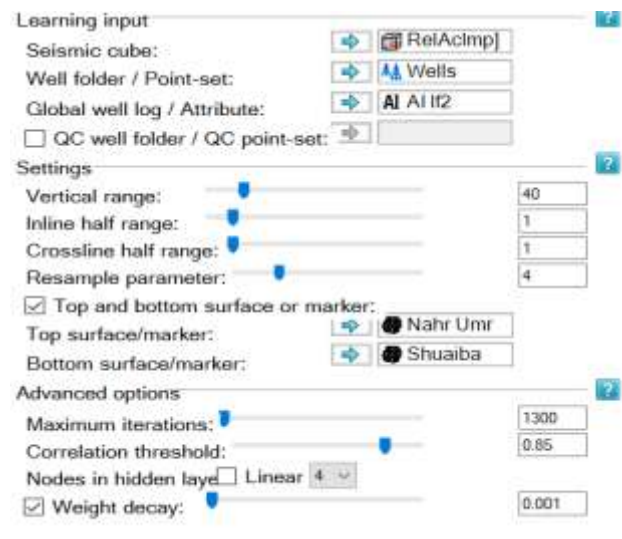 Learning input ?
Seismic cube: RelAcImp]
Well folder / Point-set: Wells
Global well log / Attribute: AI AI lf2
QC well folder / QC point-set:
Settings ?
Vertical range: 40
Inline half range: 1
Crossline half range: 1
Resample parameter: 4
Top and bottom surface or marker:
Top surface/marker: Nahr Umr
Bottom surface/marker: Shuaiba
Advanced options ?
Maximum iterations: 1300
Correlation threshold: 0.85
Nodes in hidden laye Linear 4
Weight decay: 0.001